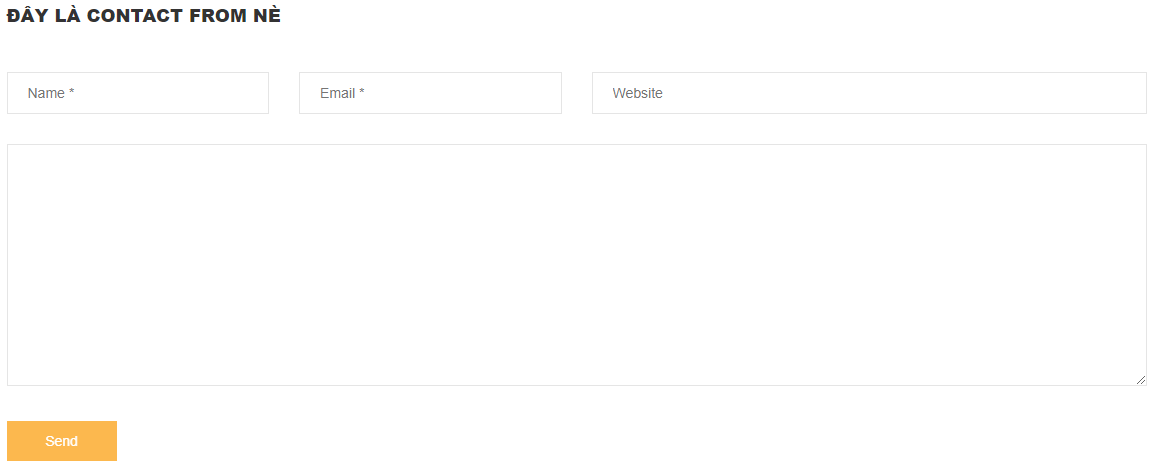 ĐÂY LÀ CONTACT FROM NÈ
Name * Email * Website
Send